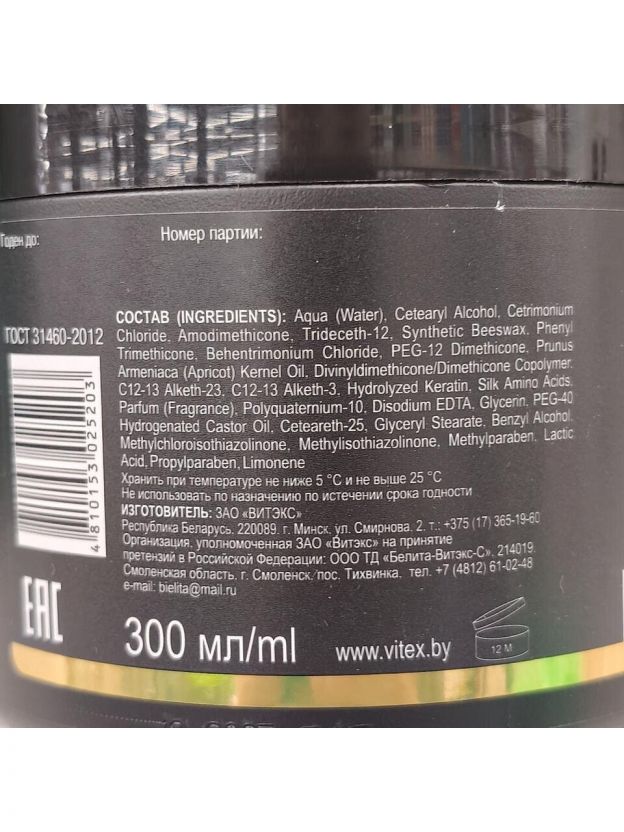 Годен до:
Номер партии:
ГОСТ 31460-2012
СОСТАВ (INGREDIENTS): Aqua (Water), Cetearyl Alcohol, Cetrimonium
Chloride, Amodimethicone, Trideceth-12, Synthetic Beeswax, Phenyl
Trimethicone, Behentrimonium Chloride, PEG-12 Dimethicone, Prunus
Armeniaca (Apricot) Kernel Oil, Divinyldimethicone/Dimethicone Copolymer,
C12-13 Alketh-23, C12-13 Alketh-3, Hydrolyzed Keratin, Silk Amino Acids,
Parfum (Fragrance), Polyquaternium-10, Disodium EDTA, Glycerin, PEG-40
Hydrogenated Castor Oil, Ceteareth-25, Glyceryl Stearate, Benzyl Alcohol,
Methylchloroisothiazolinone, Methylisothiazolinone, Methylparaben, Lactic
Acid, Propylparaben, Limonene
Хранить при температуре не ниже 5 °С и не выше 25 °С
Не использовать по назначению по истечении срока годности
ИЗГОТОВИТЕЛЬ: ЗАО «ВИТЭКС»
Республика Беларусь, 220089, г. Минск, ул. Смирнова 2, т.: +375 (17) 365-19-60
Организация, уполномоченная ЗАО «Витэкс» на принятие
претензий в Российской Федерации: ООО ТД «Белита-Витэкс-С», 214019,
Смоленская область, г. Смоленск, пос. Тихвинка, тел. +7 (4812) 61-02-48
e-mail: bielita@mail.ru
4 810153 025203
EAC
300 мл/ml
www.vitex.by
12 M